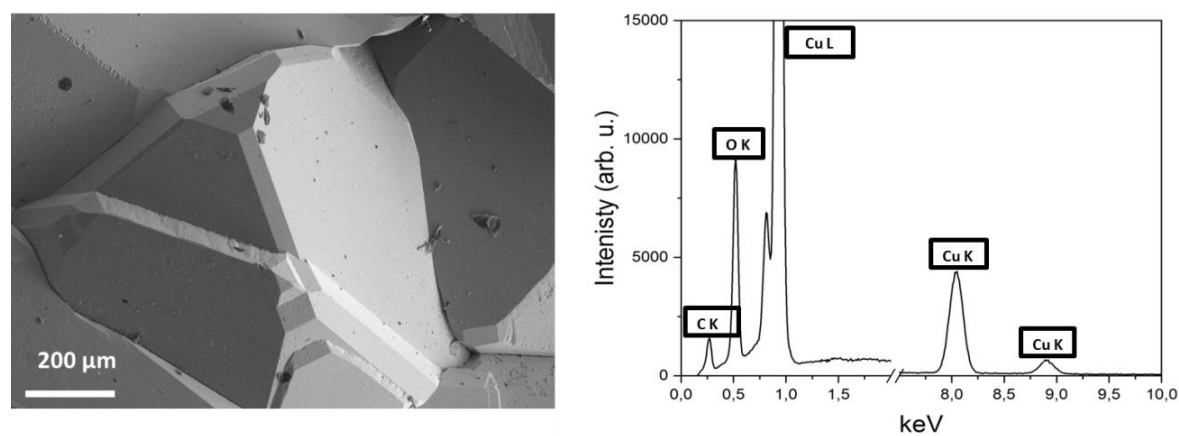 200 µm
15000
10000
5000
0
Intenisty (arb. u.)
C K
O K
Cu L
Cu K
Cu K
0,0 0,5 1,0 1,5 8,0 8,5 9,0 9,5 10,0
keV